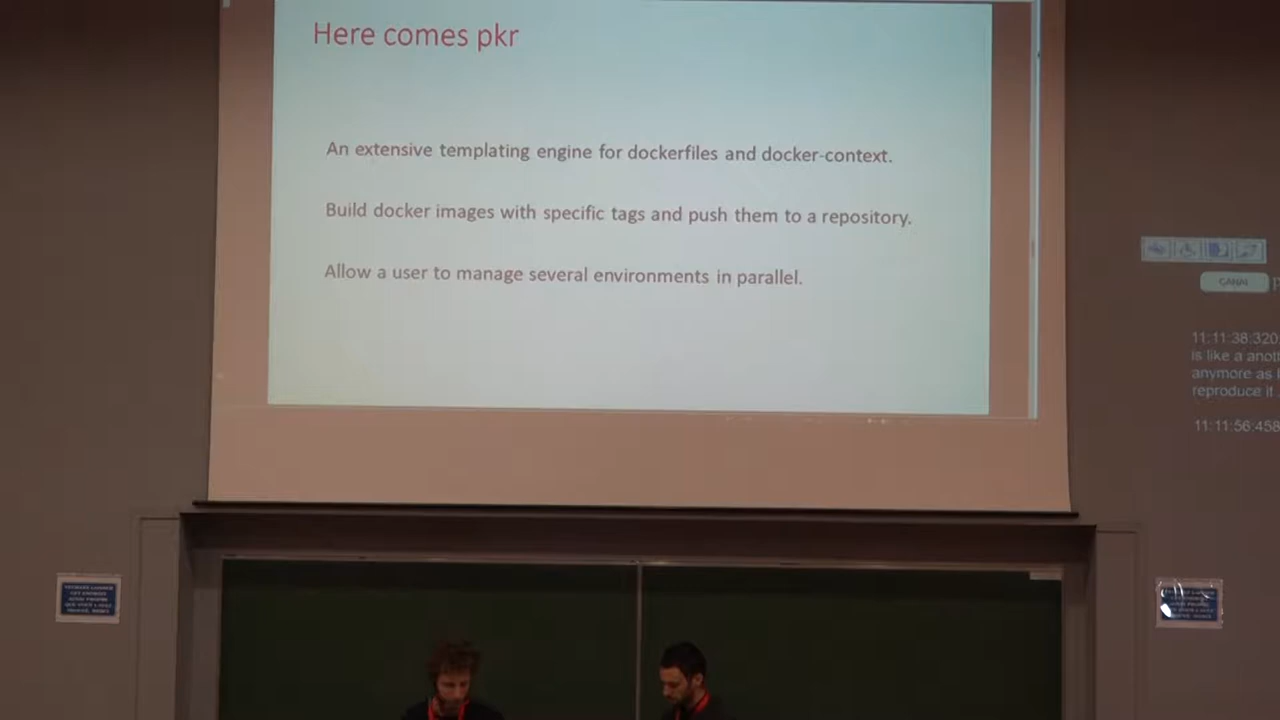 Here comes pkr
An extensive templating engine for dockerfiles and docker-context.
Build docker images with specific tags and push them to a repository.
Allow a user to manage several environments in parallel.
CANAL
11:11:38:320
is like a anot
anymore as
reproduce it
11:11:56:458